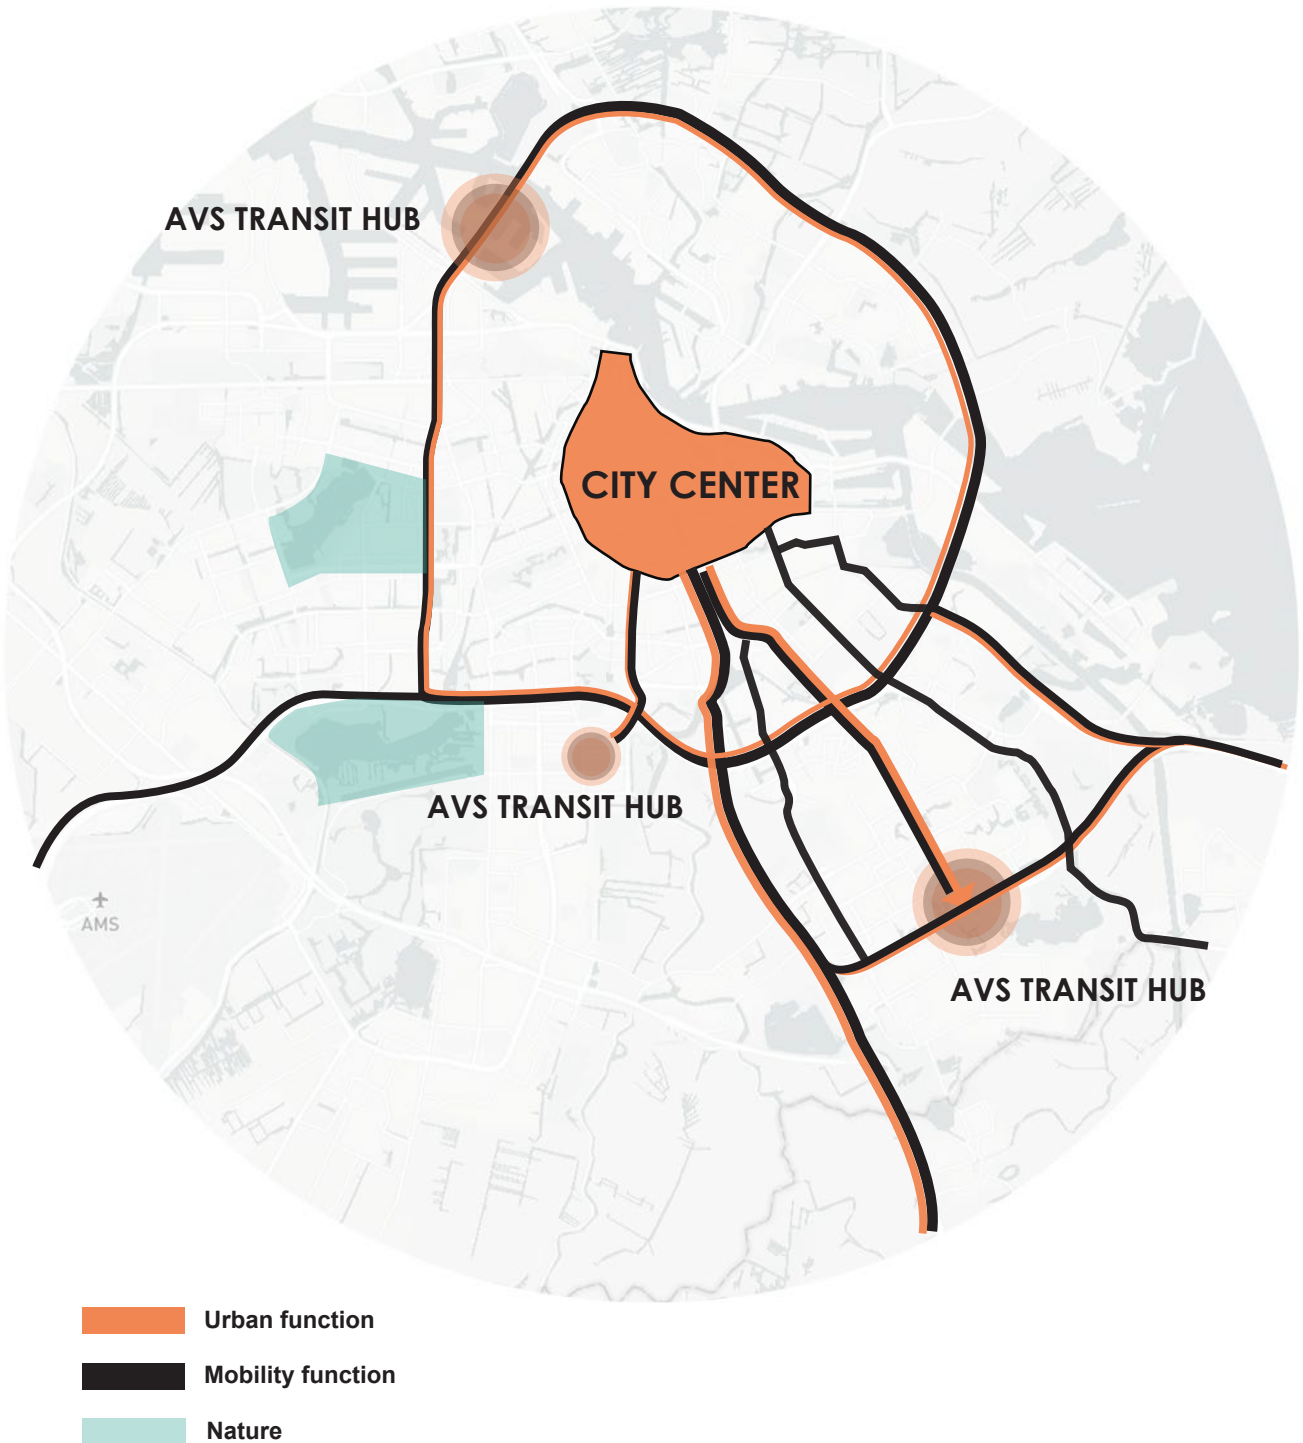 AVS TRANSIT HUB
CITY CENTER
AVS TRANSIT HUB
AMS
AVS TRANSIT HUB
Urban function
Mobility function
Nature